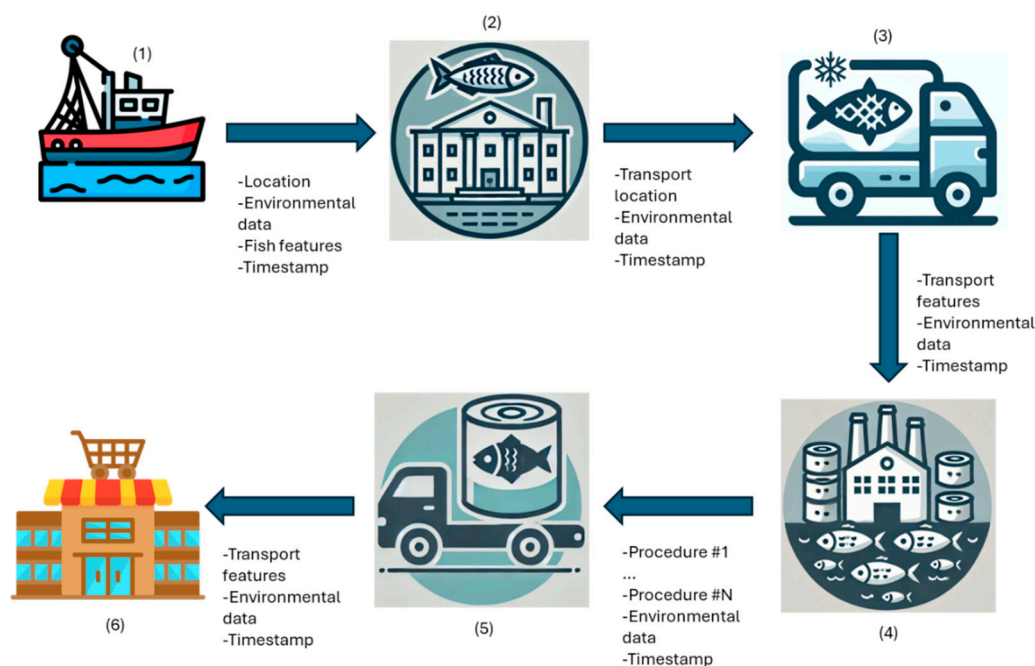 (1)
(2)
(3)
-Location
-Environmental
data
-Fish features
-Timestamp
-Transport
location
-Environmental
data
-Timestamp
-Transport
features
-Environmental
data
-Timestamp
(4)
-Procedure #1
...
-Procedure #N
-Environmental
data
-Timestamp
(5)
-Transport
features
-Environmental
data
-Timestamp
(6)